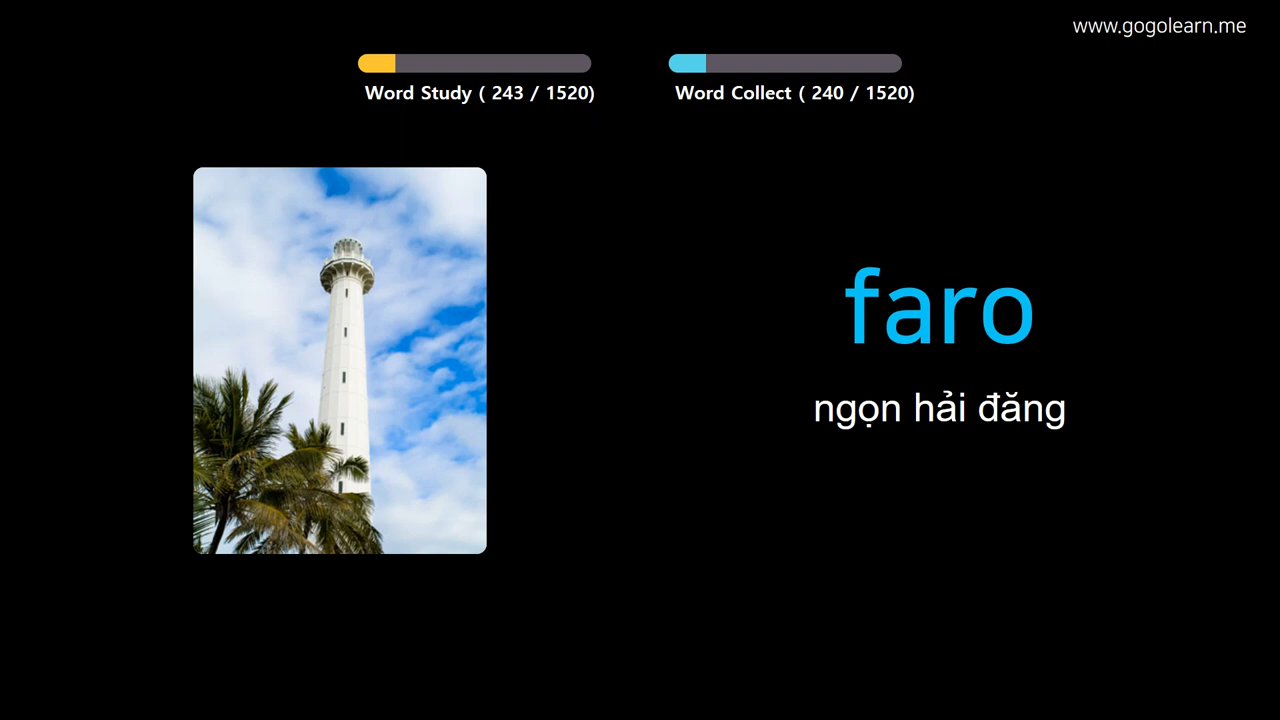 www.gogolearn.me
Word Study ( 243 / 1520)
Word Collect ( 240 / 1520)
faro
ngọn hải đăng